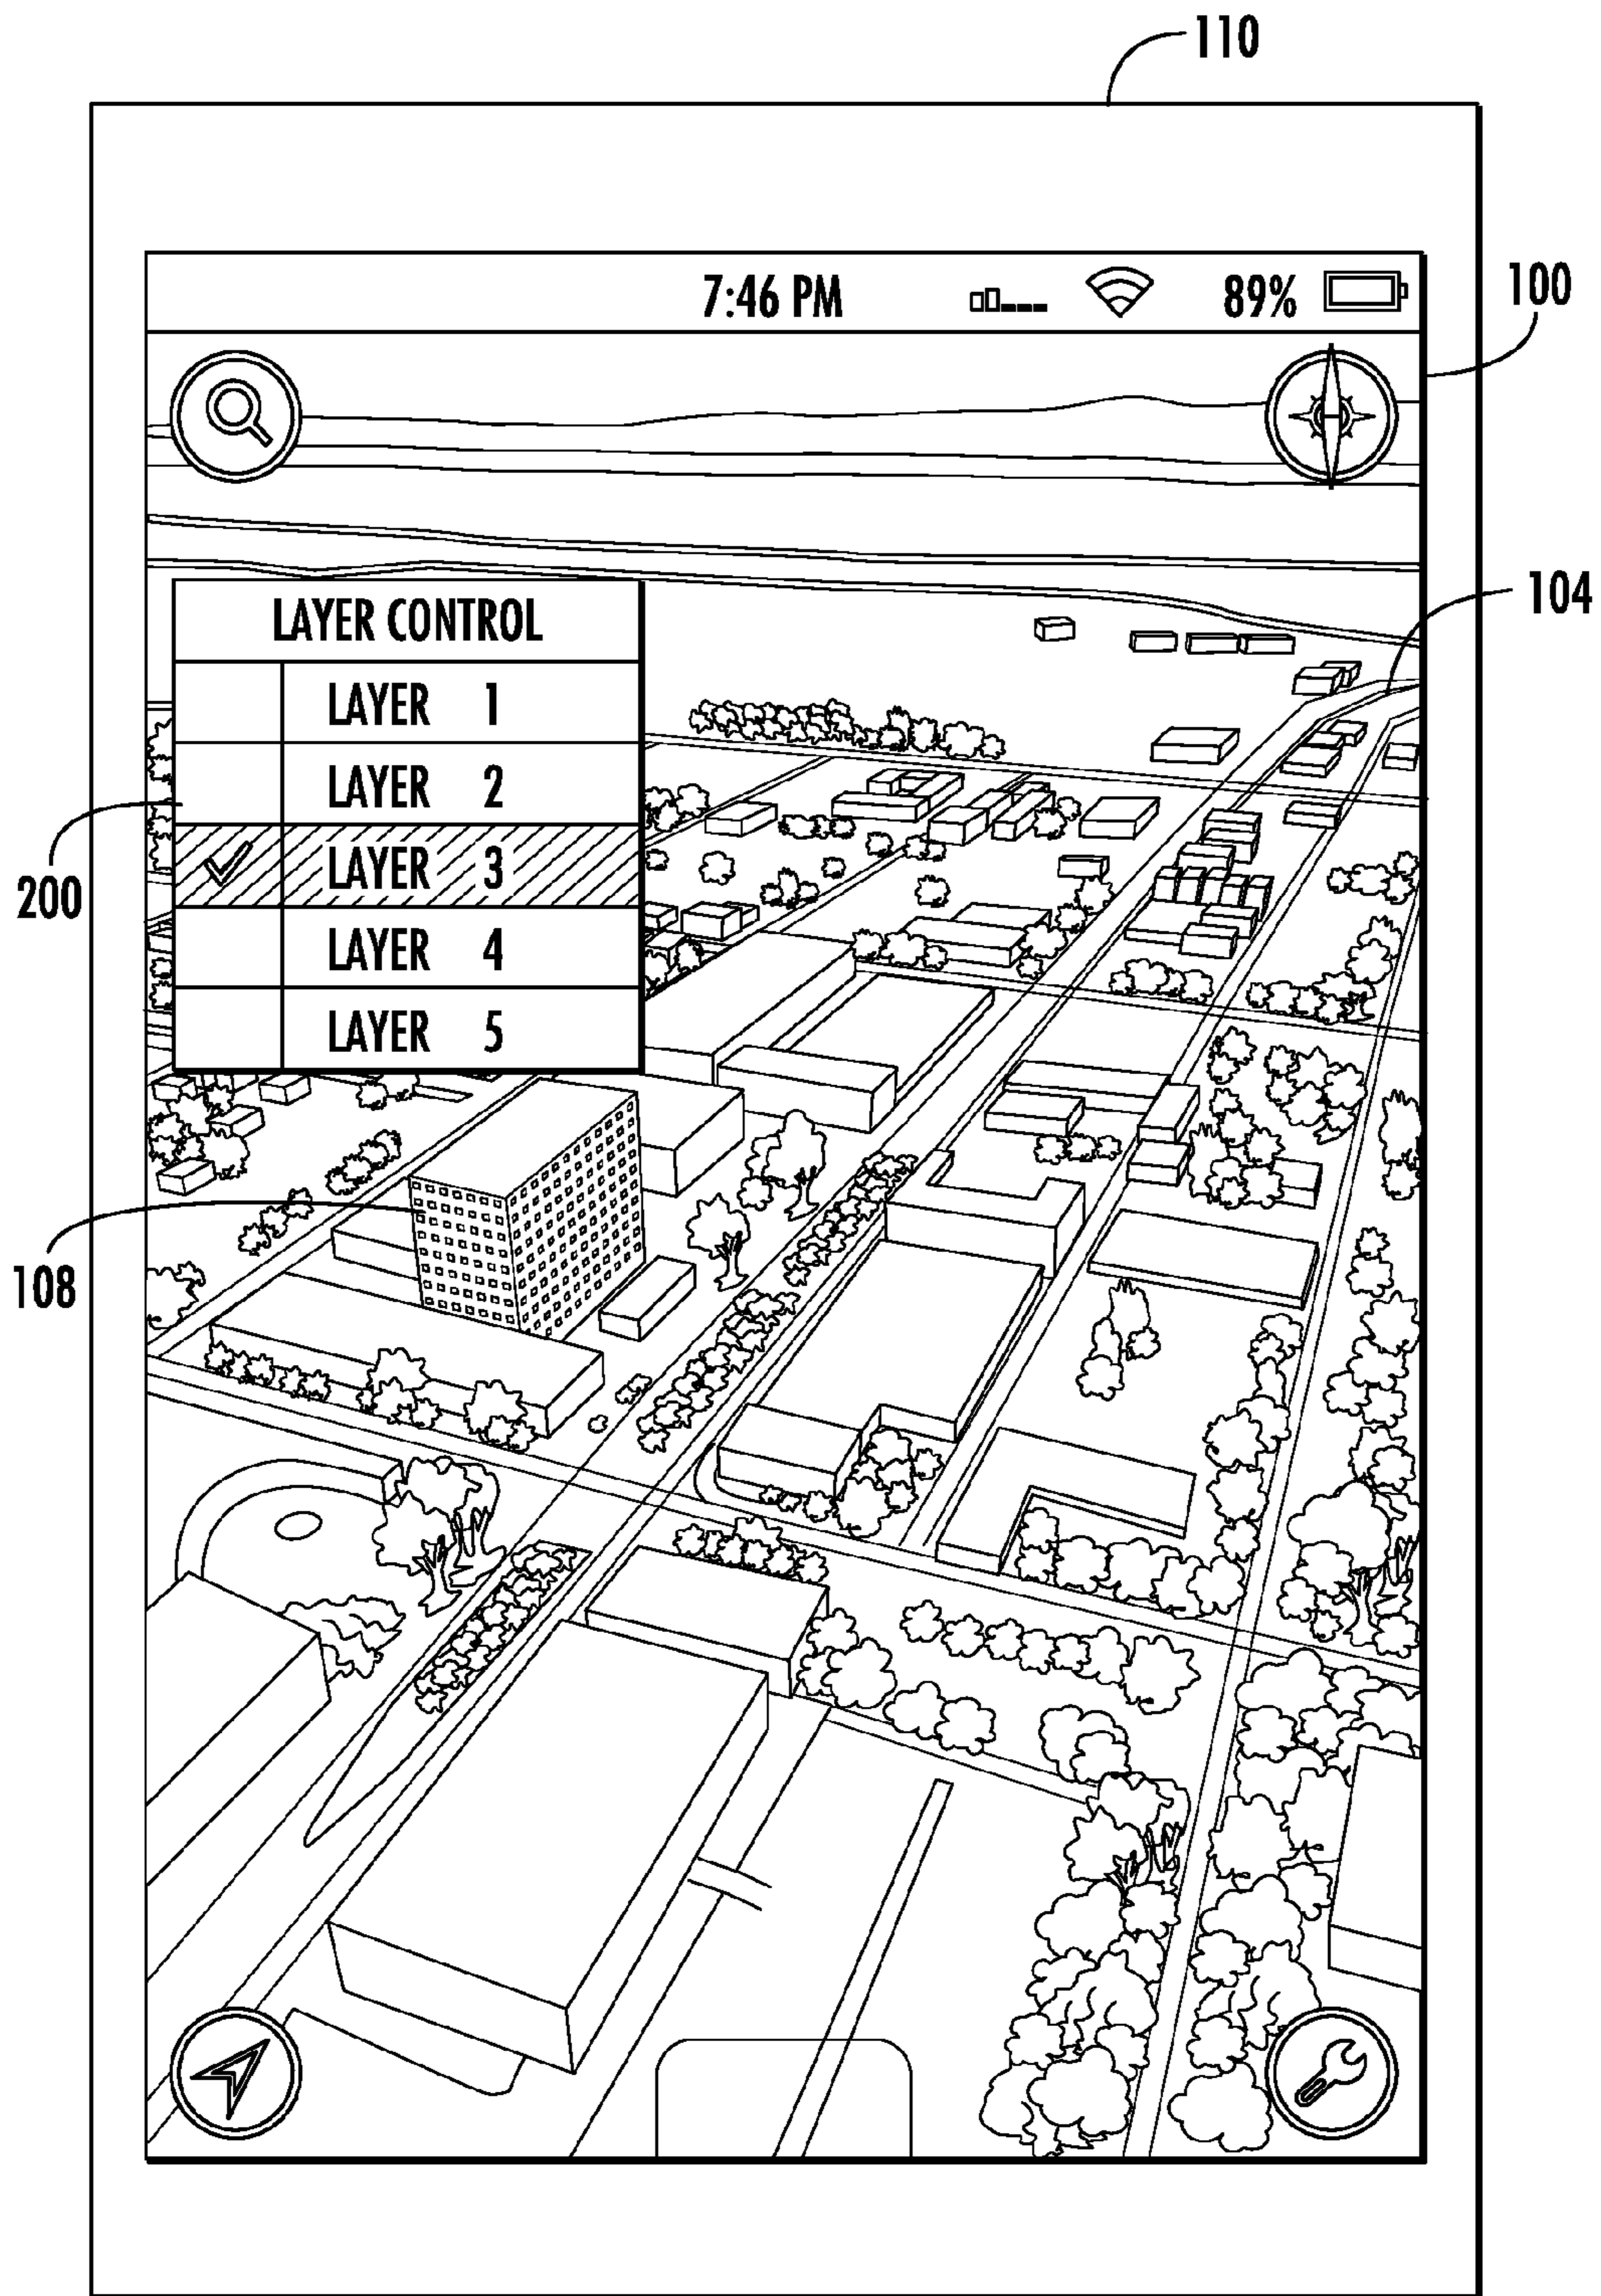 110
7:46 PM 89%
100
104
LAYER CONTROL
LAYER 1
LAYER 2
200
LAYER 3
LAYER 4
LAYER 5
108